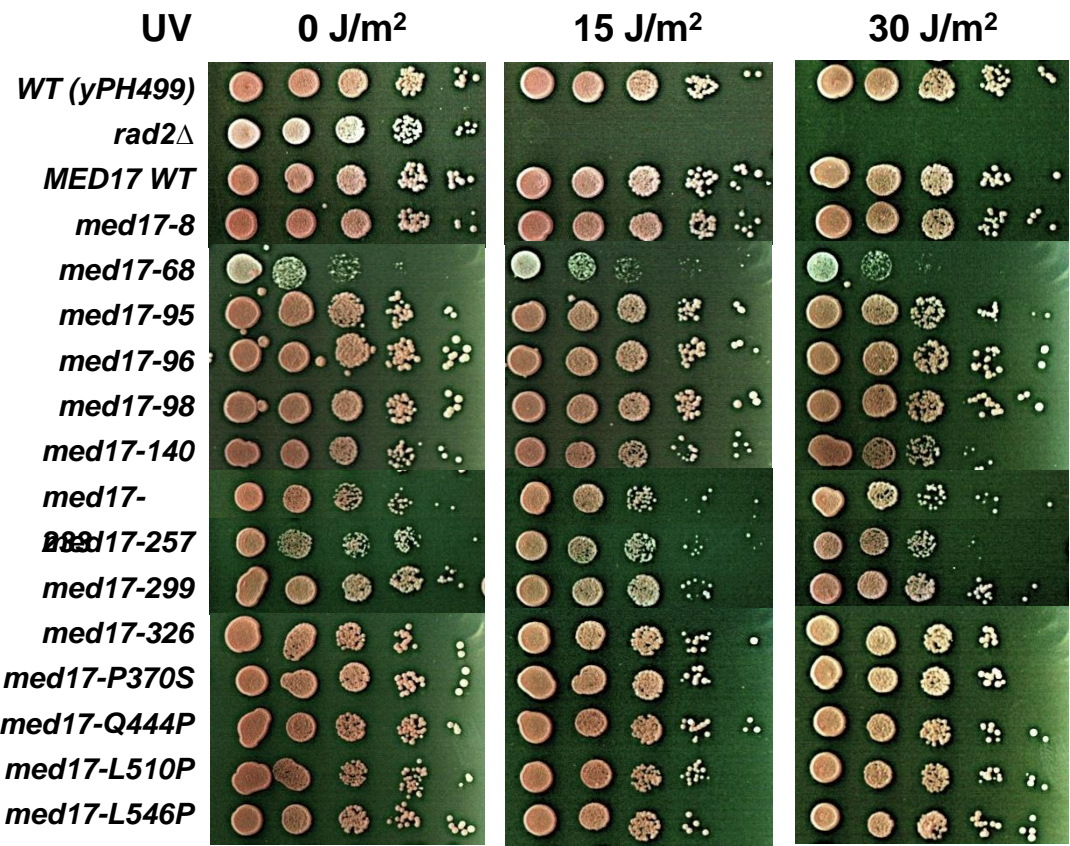 UV 0 J/m² 15 J/m² 30 J/m²
WT (yPH499)
rad2∆
MED17 WT
med17-8
med17-68
med17-95
med17-96
med17-98
med17-140
med17-
233
med17-257
med17-299
med17-326
med17-P370S
med17-Q444P
med17-L510P
med17-L546P